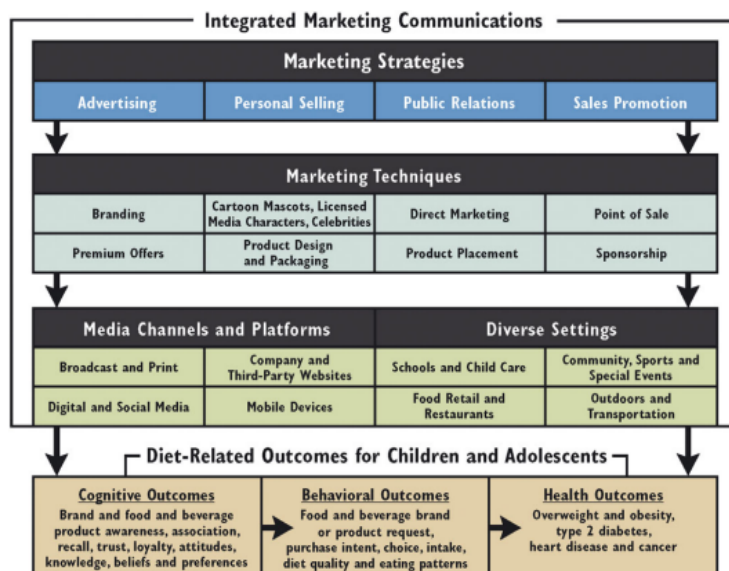 Integrated Marketing Communications
Marketing Strategies
Advertising
Personal Selling
Public Relations
Sales Promotion
Marketing Techniques
Branding
Cartoon Mascots, Licensed
Media Characters, Celebrities
Direct Marketing
Point of Sale
Premium Offers
Product Design
and Packaging
Product Placement
Sponsorship
Media Channels and Platforms
Diverse Settings
Broadcast and Print
Company and
Third-Party Websites
Schools and Child Care
Community, Sports and
Special Events
Digital and Social Media
Mobile Devices
Food Retail and
Restaurants
Outdoors and
Transportation
Diet-Related Outcomes for Children and Adolescents
Cognitive Outcomes
Brand and food and beverage
product awareness, association,
recall, trust, loyalty, attitudes,
knowledge, beliefs and preferences
Behavioral Outcomes
Food and beverage brand
or product request,
purchase intent, choice, intake,
diet quality and eating patterns
Health Outcomes
Overweight and obesity,
type 2 diabetes,
heart disease and cancer